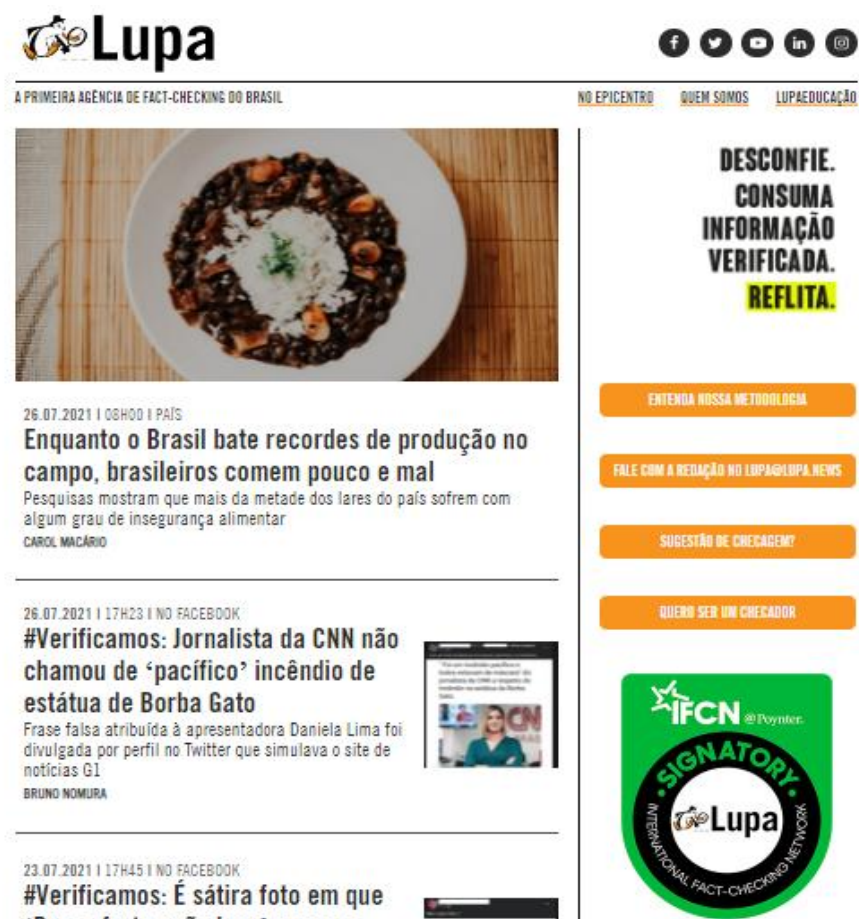 Lupa
A PRIMEIRA AGÊNCIA DE FACT-CHECKING DO BRASIL
NO EPICENTRO QUEM SOMOS LUPAEDUCAÇÃO
26.07.2021 | 08H00 | PAÍS
Enquanto o Brasil bate recordes de produção no
campo, brasileiros comem pouco e mal
Pesquisas mostram que mais da metade dos lares do país sofrem com
algum grau de insegurança alimentar
CAROL MACÁRIO
26.07.2021 | 17H23 | NO FACEBOOK
#Verificamos: Jornalista da CNN não
chamou de ‘pacífico’ incêndio de
estátua de Borba Gato
Frase falsa atribuída à apresentadora Daniela Lima foi
divulgada por perfil no Twitter que simulava o site de
notícias G1
BRUNO NOMURA
23.07.2021 | 17H45 | NO FACEBOOK
#Verificamos: É sátira foto em que
DESCONFIE.
CONSUMA
INFORMAÇÃO
VERIFICADA.
REFLITA.
ENTENDA NOSSA METODOLOGIA
FALE COM A REDAÇÃO NO LUPA@LUPA.NEWS
SUGESTÃO DE CHECAGEM?
QUERO SER UM CHECADOR
IFCN @Poynter.
SIGNATORY
Lupa
INTERNATIONAL FACT-CHECKING NETWORK